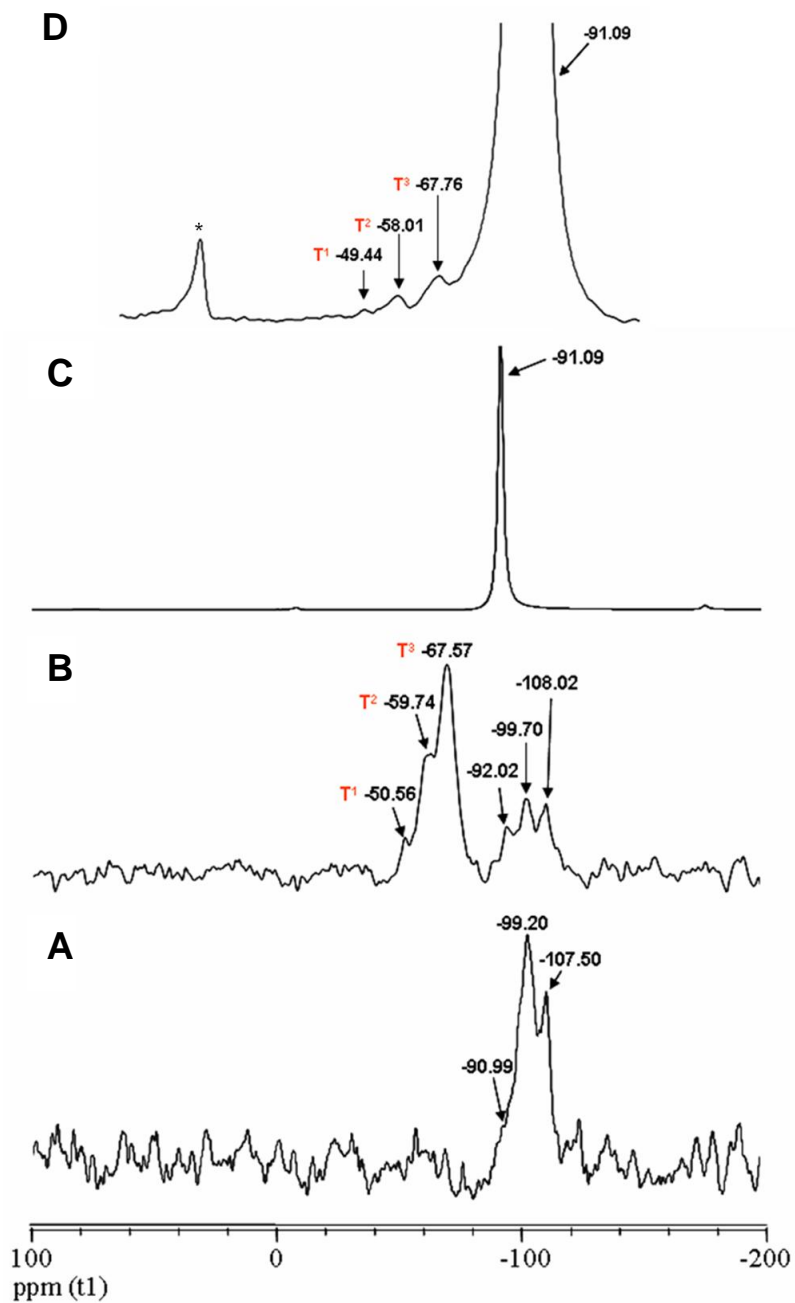 D
-91.09
T³ -67.76
*
T² -58.01
T¹ -49.44
C
-91.09
B
T³ -67.57
-108.02
T² -59.74
-99.70
-92.02
T¹ -50.56
A
-99.20
-107.50
-90.99
100 0 -100 -200
ppm (t1)